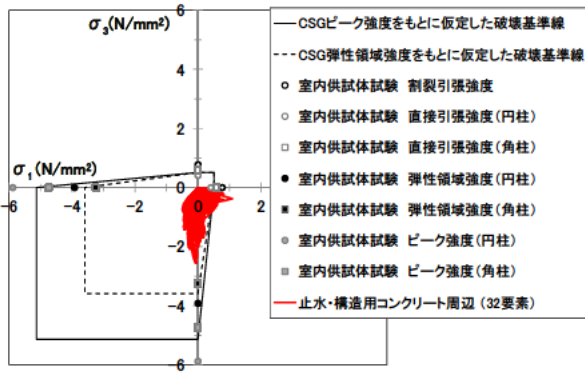 σ3(N/mm²)
σ1(N/mm²)
6
4
2
0
-2
-4
-6
-6
-4
-2
0
2
CSGピーク強度をもとに仮定した破壊基準線
CSG弾性領域強度をもとに仮定した破壊基準線
室内供試体試験 割裂引張強度
室内供試体試験 直接引張強度(円柱)
室内供試体試験 直接引張強度(角柱)
室内供試体試験 弾性領域強度(円柱)
室内供試体試験 弾性領域強度(角柱)
室内供試体試験 ピーク強度(円柱)
室内供試体試験 ピーク強度(角柱)
止水・構造用コンクリート周辺 (32要素)